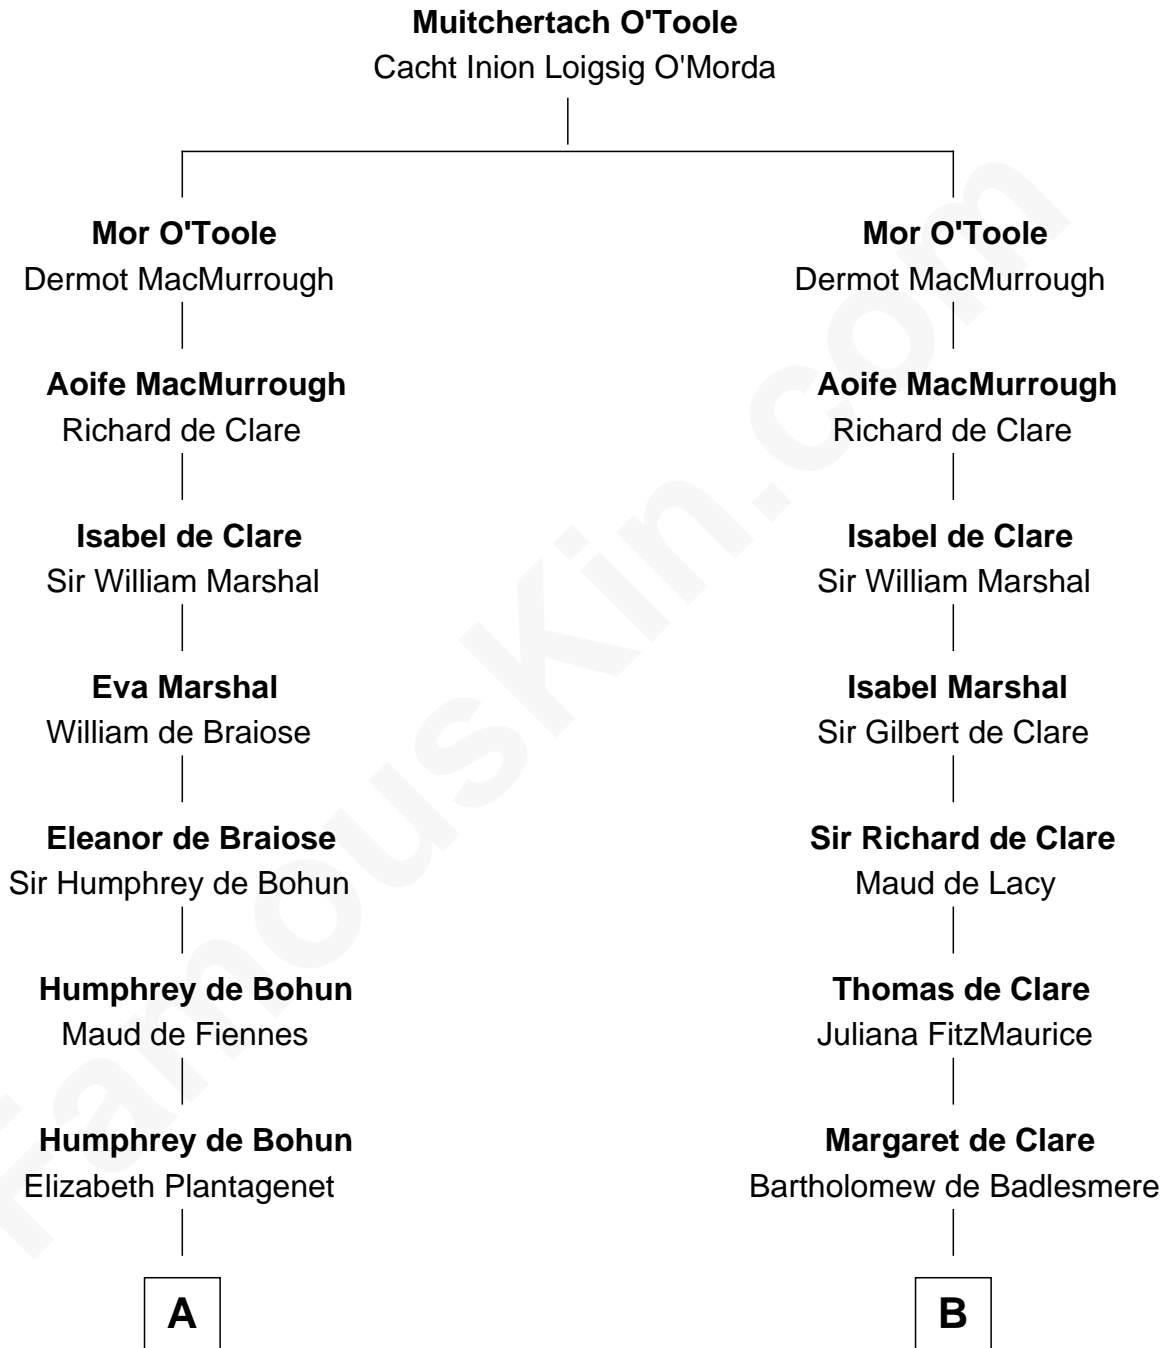 Muitchertach O'Toole
Cacht Inion Loigsig O'Morda
Mor O'Toole
Dermot MacMurrough
Aoife MacMurrough
Richard de Clare
Isabel de Clare
Sir William Marshal
Eva Marshal
William de Braiose
Eleanor de Braiose
Sir Humphrey de Bohun
Humphrey de Bohun
Maud de Fiennes
Humphrey de Bohun
Elizabeth Plantagenet
A
Mor O'Toole
Dermot MacMurrough
Aoife MacMurrough
Richard de Clare
Isabel de Clare
Sir William Marshal
Isabel Marshal
Sir Gilbert de Clare
Sir Richard de Clare
Maud de Lacy
Thomas de Clare
Juliana FitzMaurice
Margaret de Clare
Bartholomew de Badlesmere
B
FamousKin.com